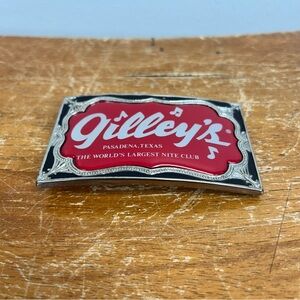 Gilley's
PASADENA, TEXAS
THE WORLD'S LARGEST NITE CLUB